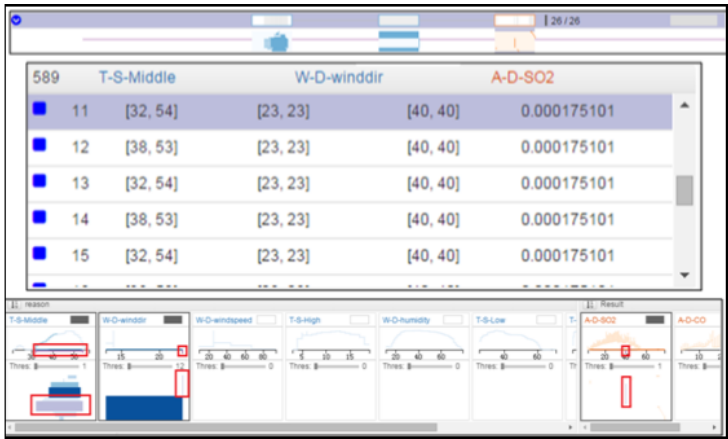 26 / 26
589 T-S-Middle W-D-winddir A-D-SO2
11 [32, 54] [23, 23] [40, 40] 0.000175101
12 [38, 53] [23, 23] [40, 40] 0.000175101
13 [32, 54] [23, 23] [40, 40] 0.000175101
14 [38, 53] [23, 23] [40, 40] 0.000175101
15 [32, 54] [23, 23] [40, 40] 0.000175101
reason Result
T-S-Middle W-D-winddir W-D-windspeed T-S-High W-D-humidity T-S-Low T- A-D-SO2 A-D-CO
15 20 20 40 60 80 5 10 15 20 40 60 40 60 20 60 10
Thres: 1 Thres: 12 Thres: 0 Thres: 0 Thres: 0 Thres: 0 Thres: 1 Thres: